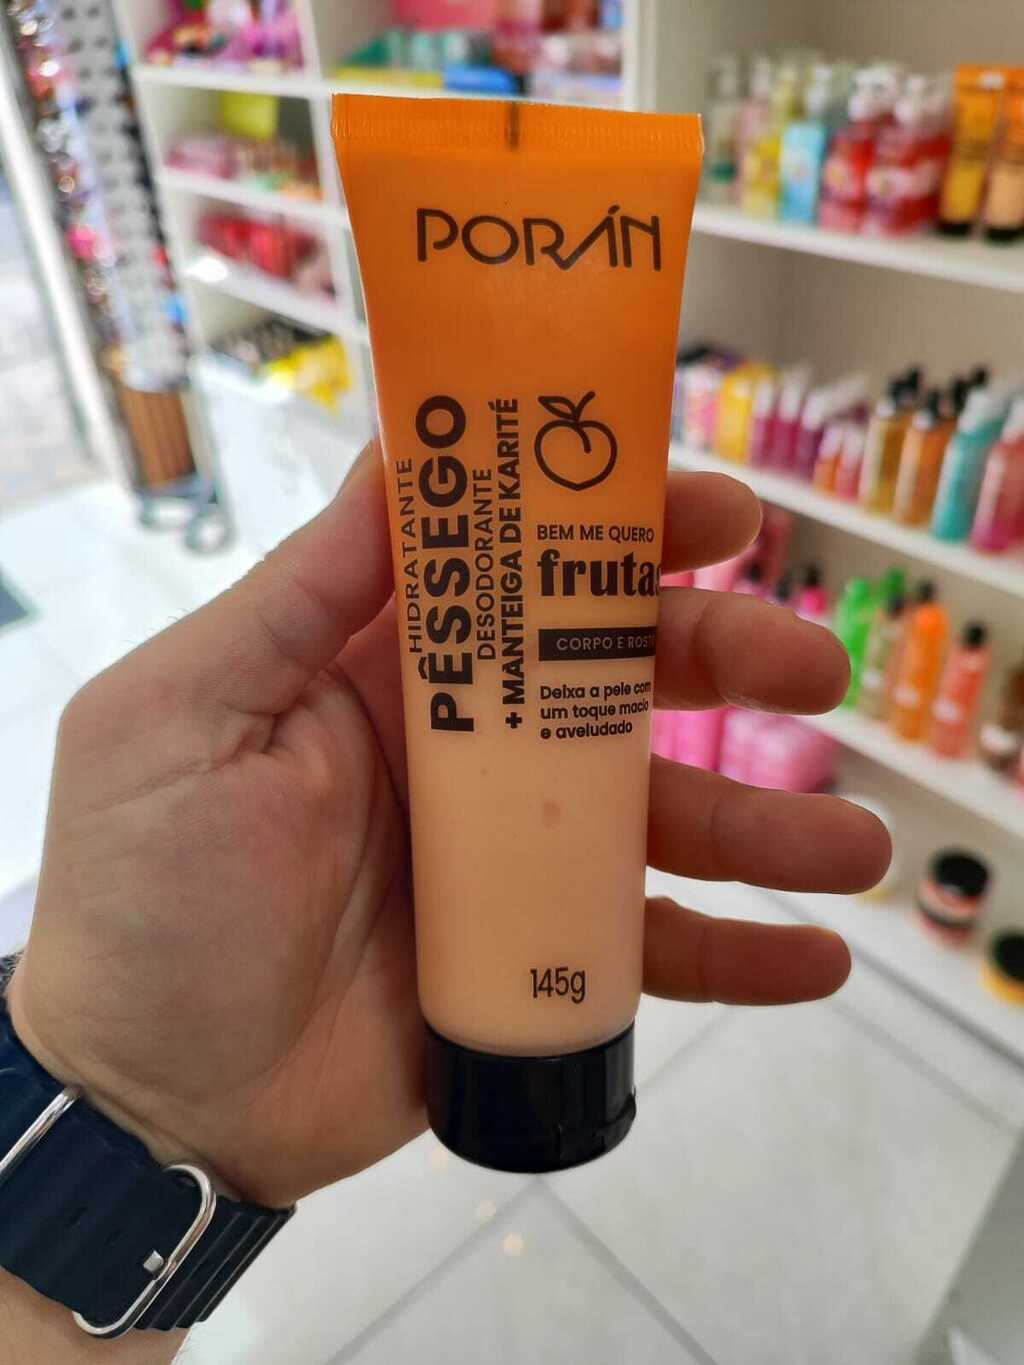 PORÁN
HIDRATANTE
PÊSSEGO
DESODORANTE
+ MANTEIGA DE KARITÉ
BEM ME QUERO
frutas
CORPO E ROSTO
Deixa a pele com
um toque macio
e aveludado
145g